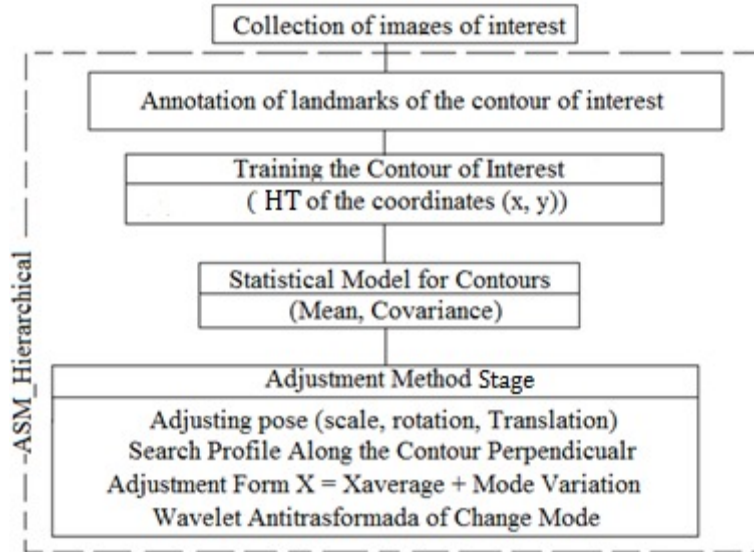 Collection of images of interest
Annotation of landmarks of the contour of interest
Training the Contour of Interest
( HT of the coordinates (x, y))
Statistical Model for Contours
(Mean, Covariance)
Adjustment Method Stage
Adjusting pose (scale, rotation, Translation)
Search Profile Along the Contour Perpendicualr
Adjustment Form X = Xaverage + Mode Variation
Wavelet Antitrasformada of Change Mode
ASM_Hierarchical